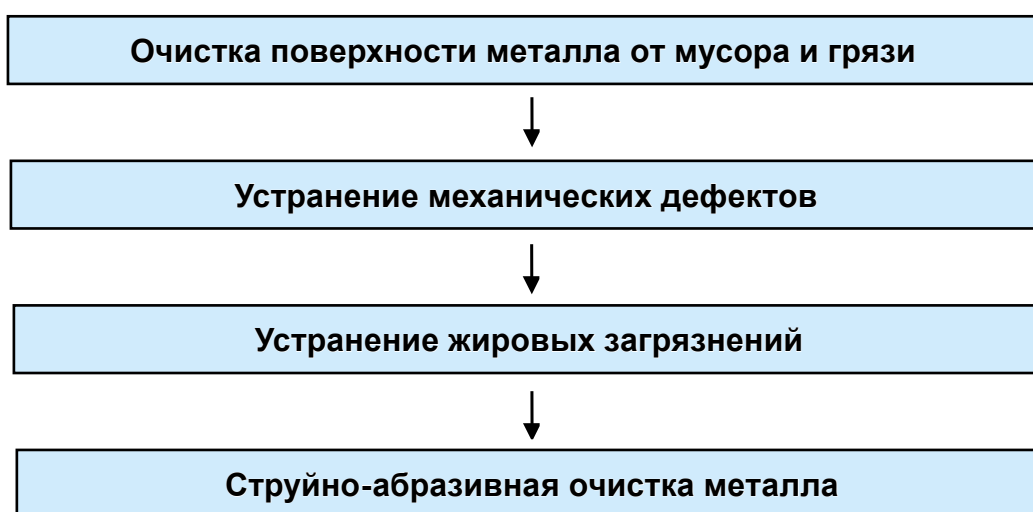 Очистка поверхности металла от мусора и грязи
Устранение механических дефектов
Устранение жировых загрязнений
Струйно-абразивная очистка металла